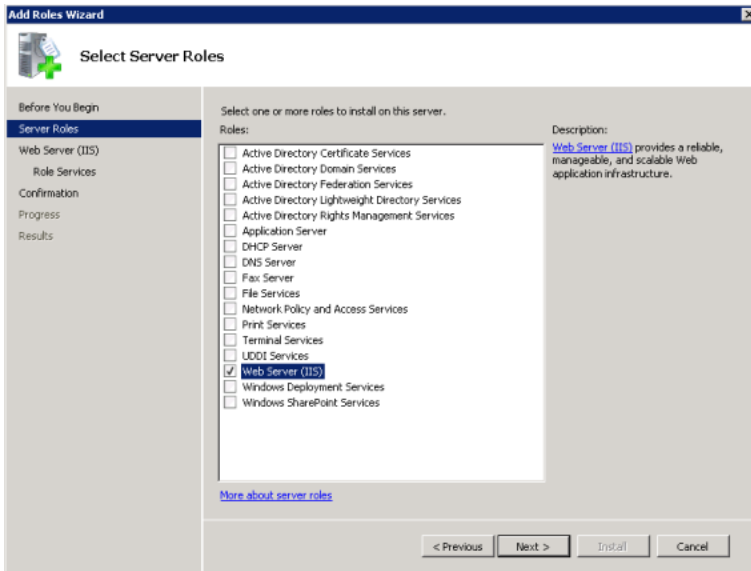 Add Roles Wizard
Select Server Roles
Before You Begin
Server Roles
Web Server (IIS)
Role Services
Confirmation
Progress
Results
Select one or more roles to install on this server.
Roles:
Active Directory Certificate Services
Active Directory Domain Services
Active Directory Federation Services
Active Directory Lightweight Directory Services
Active Directory Rights Management Services
Application Server
DHCP Server
DNS Server
Fax Server
File Services
Network Policy and Access Services
Print Services
Terminal Services
UDDI Services
Web Server (IIS)
Windows Deployment Services
Windows SharePoint Services
More about server roles
Description:
Web Server (IIS) provides a reliable,
manageable, and scalable Web
application infrastructure.
< Previous
Next >
Install
Cancel